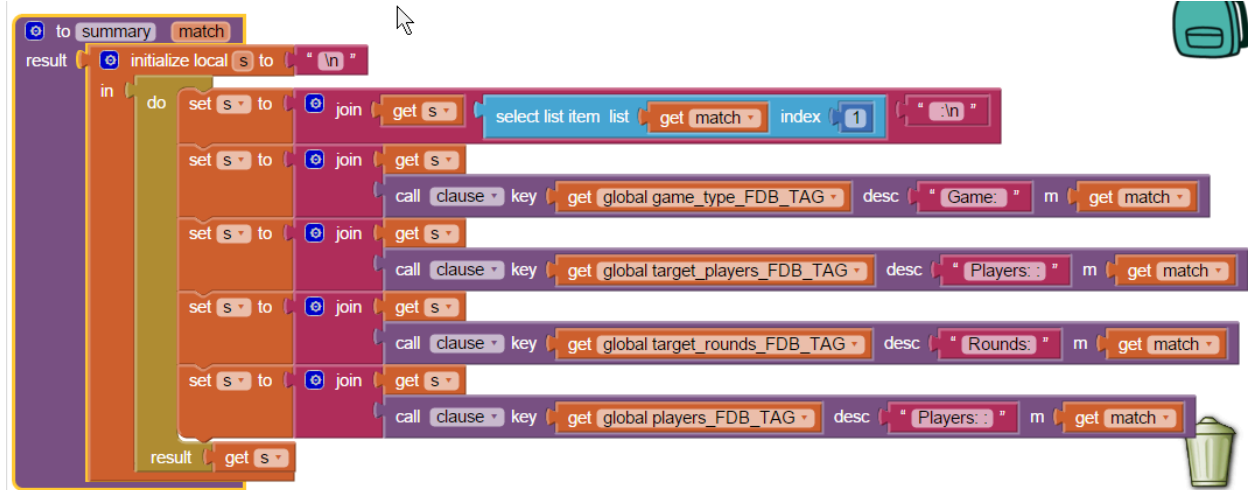 to summary match
result initialize local s to " \n "
in do set s to join get s select list item list get match index 1 " :\n "
set s to join get s
call clause key get global game_type_FDB_TAG desc " Game: " m get match
set s to join get s
call clause key get global target_players_FDB_TAG desc " Players: : " m get match
set s to join get s
call clause key get global target_rounds_FDB_TAG desc " Rounds: " m get match
set s to join get s
call clause key get global players_FDB_TAG desc " Players: : " m get match
result get s